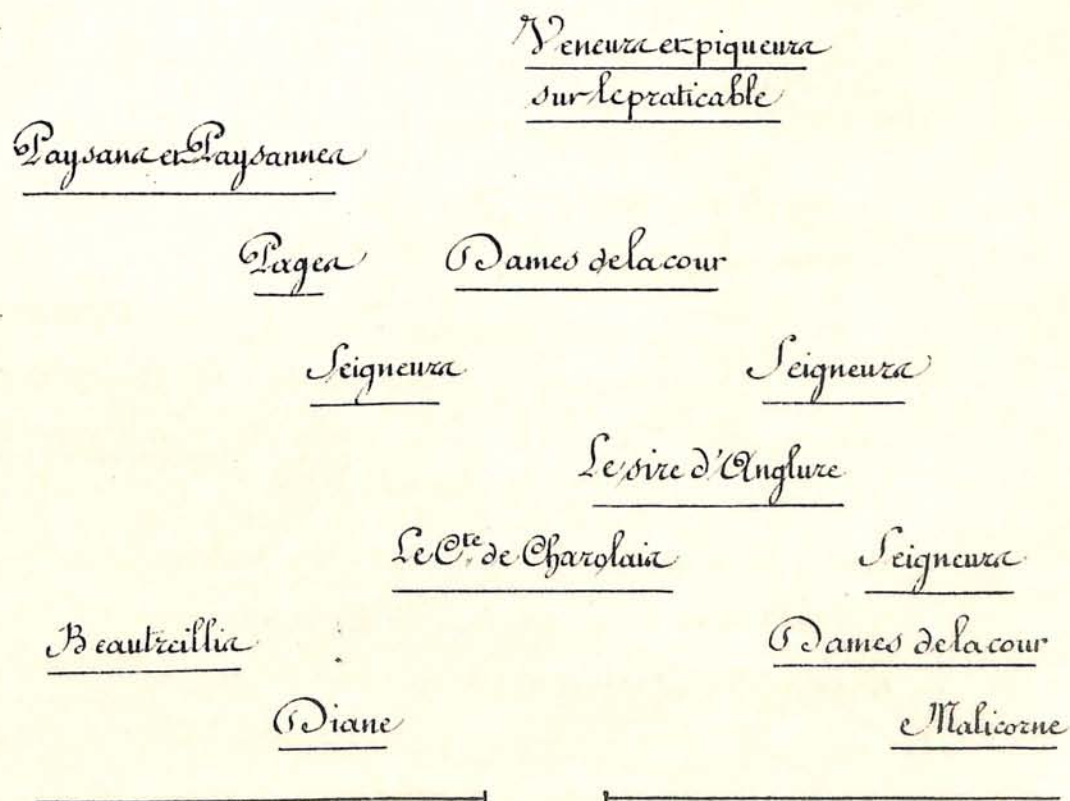 Veneurs et piqueurs
sur le praticable
Paysans et Paysannes
Pages
Dames de la cour
Seigneurs
Seigneurs
Le sire d'Anglure
Le Cte de Charolais
Seigneurs
Beautreillis
Dames de la cour
Diane
Malicorne